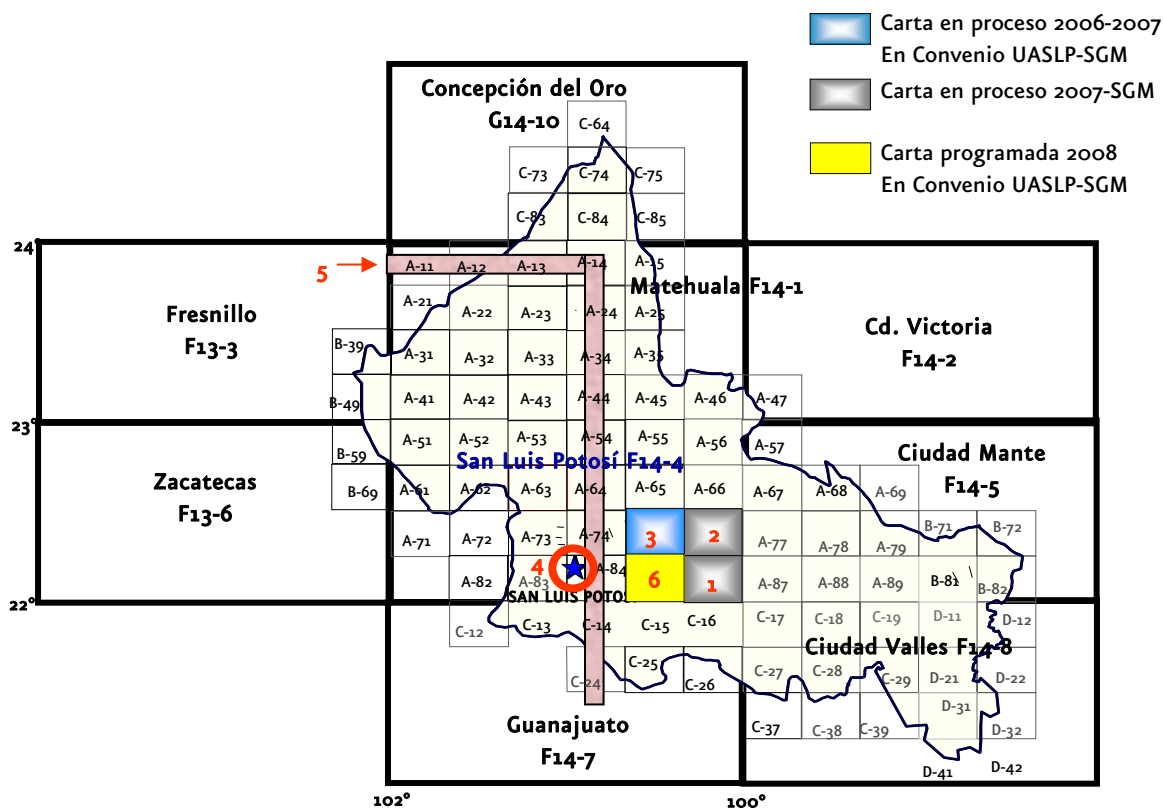 Carta en proceso 2006-2007
En Convenio UASLP-SGM
Carta en proceso 2007-SGM
Carta programada 2008
En Convenio UASLP-SGM
Concepción del Oro
G14-10
C-64
C-73 C-74 C-75
C-83 C-84 C-85
24°
5
A-11 A-12 A-13 A-14 A-15
Matehuala F14-1
A-21 A-22 A-23 A-24 A-25
Fresnillo
F13-3
Cd. Victoria
F14-2
B-39 A-31 A-32 A-33 A-34 A-35
B-49 A-41 A-42 A-43 A-44 A-45 A-46 A-47
23°
B-59 A-51 A-52 A-53 A-54 A-55 A-56 A-57
Ciudad Mante
F14-5
San Luis Potosí F14-4
Zacatecas
F13-6
B-69 A-61 A-62 A-63 A-64 A-65 A-66 A-67 A-68 A-69
A-71 A-72 A-73 A-74 3 2 A-77 A-78 A-79 B-71 B-72
4
A-82 A-83 A-84 6 1 A-87 A-88 A-89 B-81 B-82
22°
SAN LUIS POTOSI
C-12 C-13 C-14 C-15 C-16 C-17 C-18 C-19 D-11 D-12
Ciudad Valles F14-8
C-24 C-25 C-26 C-27 C-28 C-29 D-21 D-22
Guanajuato
F14-7
C-37 C-38 C-39 D-31 D-32
D-41 D-42
102° 100°